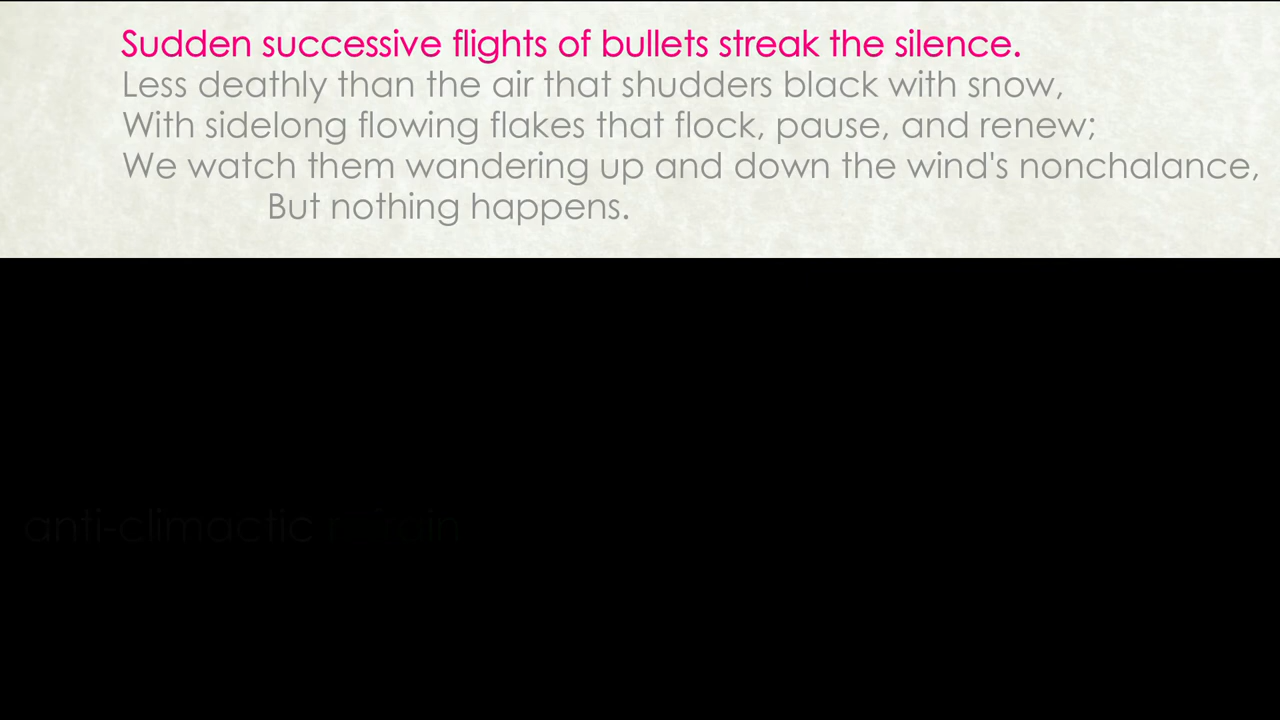 Sudden successive flights of bullets streak the silence.
Less deathly than the air that shudders black with snow,
With sidelong flowing flakes that flock, pause, and renew;
We watch them wandering up and down the wind's nonchalance,
But nothing happens.
anti-climactic refrain